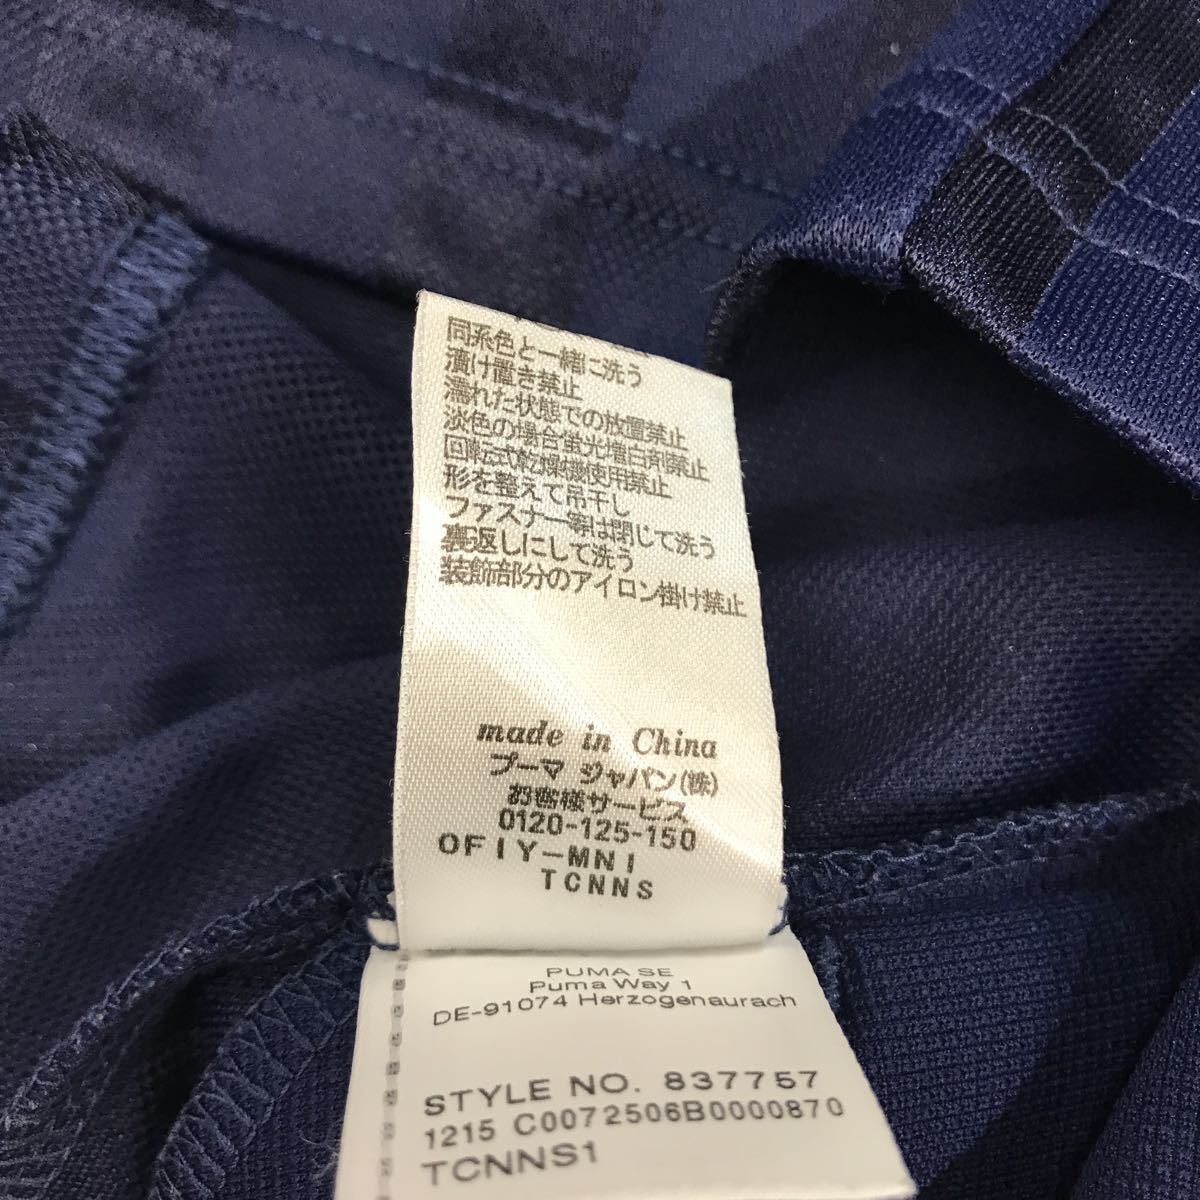 同系色と一緒に洗う
漬け置き禁止
濡れた状態での放置禁止
淡色の場合蛍光増白剤禁止
回転式乾燥機使用禁止
形を整えて吊干し
ファスナー等は閉じて洗う
裏返しにして洗う
装飾部分のアイロン掛け禁止
made in China
プーマ ジャパン(株)
お客様サービス
0120-125-150
OFIY-MNI
TCNNS
PUMA SE
Puma Way 1
DE-91074 Herzogenaurach
STYLE NO. 837757
1215 C0072506B0000870
TCNNS1